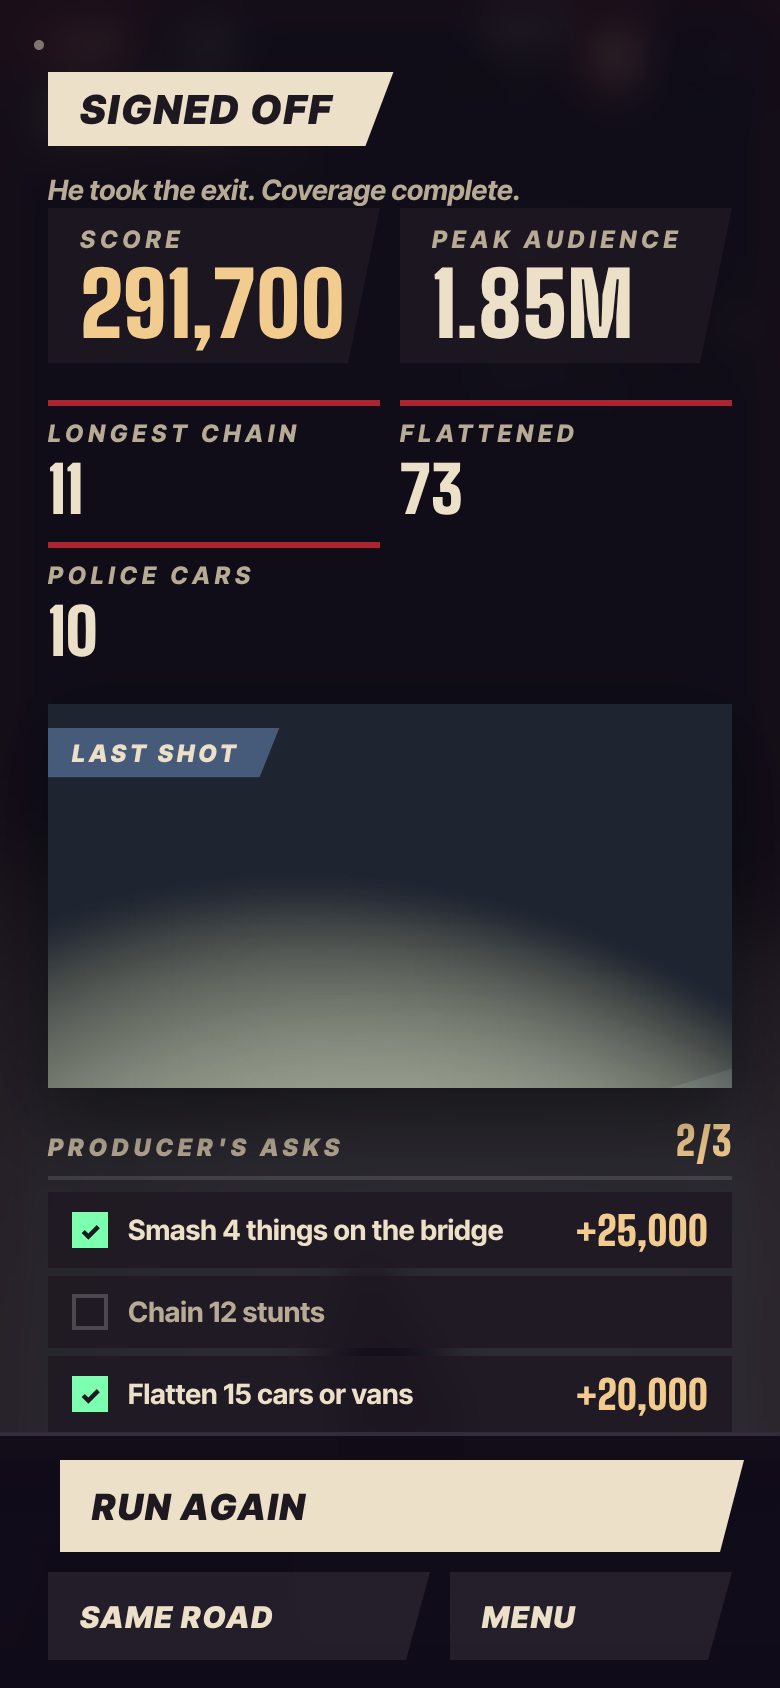 SIGNED OFF
He took the exit. Coverage complete.
SCORE
291,700
PEAK AUDIENCE
1.85M
LONGEST CHAIN
11
FLATTENED
73
POLICE CARS
10
LAST SHOT
PRODUCER'S ASKS
2/3
Smash 4 things on the bridge
+25,000
Chain 12 stunts
Flatten 15 cars or vans
+20,000
RUN AGAIN
SAME ROAD
MENU